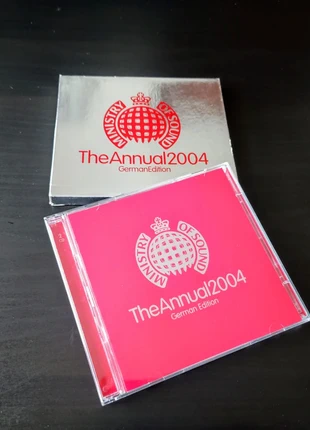 MINISTRY OF SOUND
TheAnnual2004
GermanEdition
MINISTRY OF SOUND
TheAnnual2004
German Edition